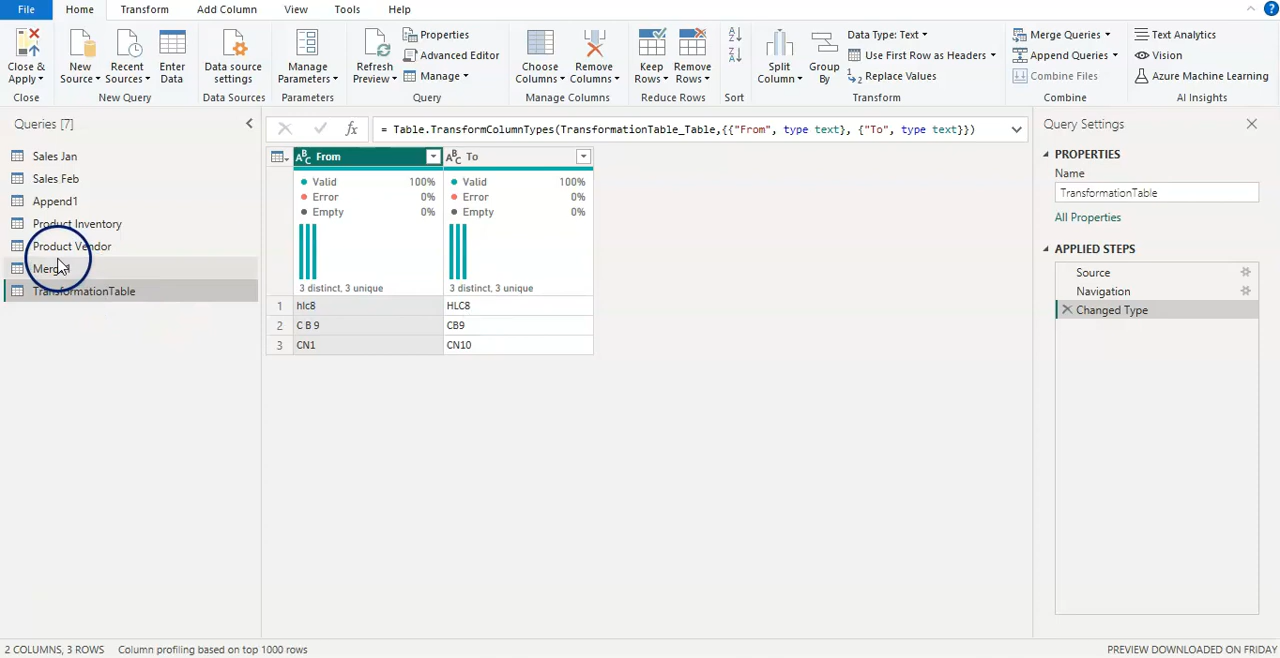 File Home Transform Add Column View Tools Help
Close & Apply New Source Recent Sources Enter Data Data source settings Manage Parameters Refresh Preview Properties Advanced Editor Manage Choose Columns Remove Columns Keep Rows Remove Rows Split Column Group By Data Type: Text Use First Row as Headers Replace Values Merge Queries Append Queries Combine Files Text Analytics Vision Azure Machine Learning
Close New Query Data Sources Parameters Query Manage Columns Reduce Rows Sort Transform Combine AI Insights
Queries [7]
Sales Jan
Sales Feb
Append1
Product Inventory
Product Vendor
Merge1
TransformationTable
= Table.TransformColumnTypes(TransformationTable_Table,{{"From", type text}, {"To", type text}})
From To
Valid 100% Valid 100%
Error 0% Error 0%
Empty 0% Empty 0%
3 distinct, 3 unique 3 distinct, 3 unique
1 hlc8 HLC8
2 C B 9 CB9
3 CN1 CN10
Query Settings
PROPERTIES
Name
TransformationTable
All Properties
APPLIED STEPS
Source
Navigation
Changed Type
2 COLUMNS, 3 ROWS Column profiling based on top 1000 rows PREVIEW DOWNLOADED ON FRIDAY